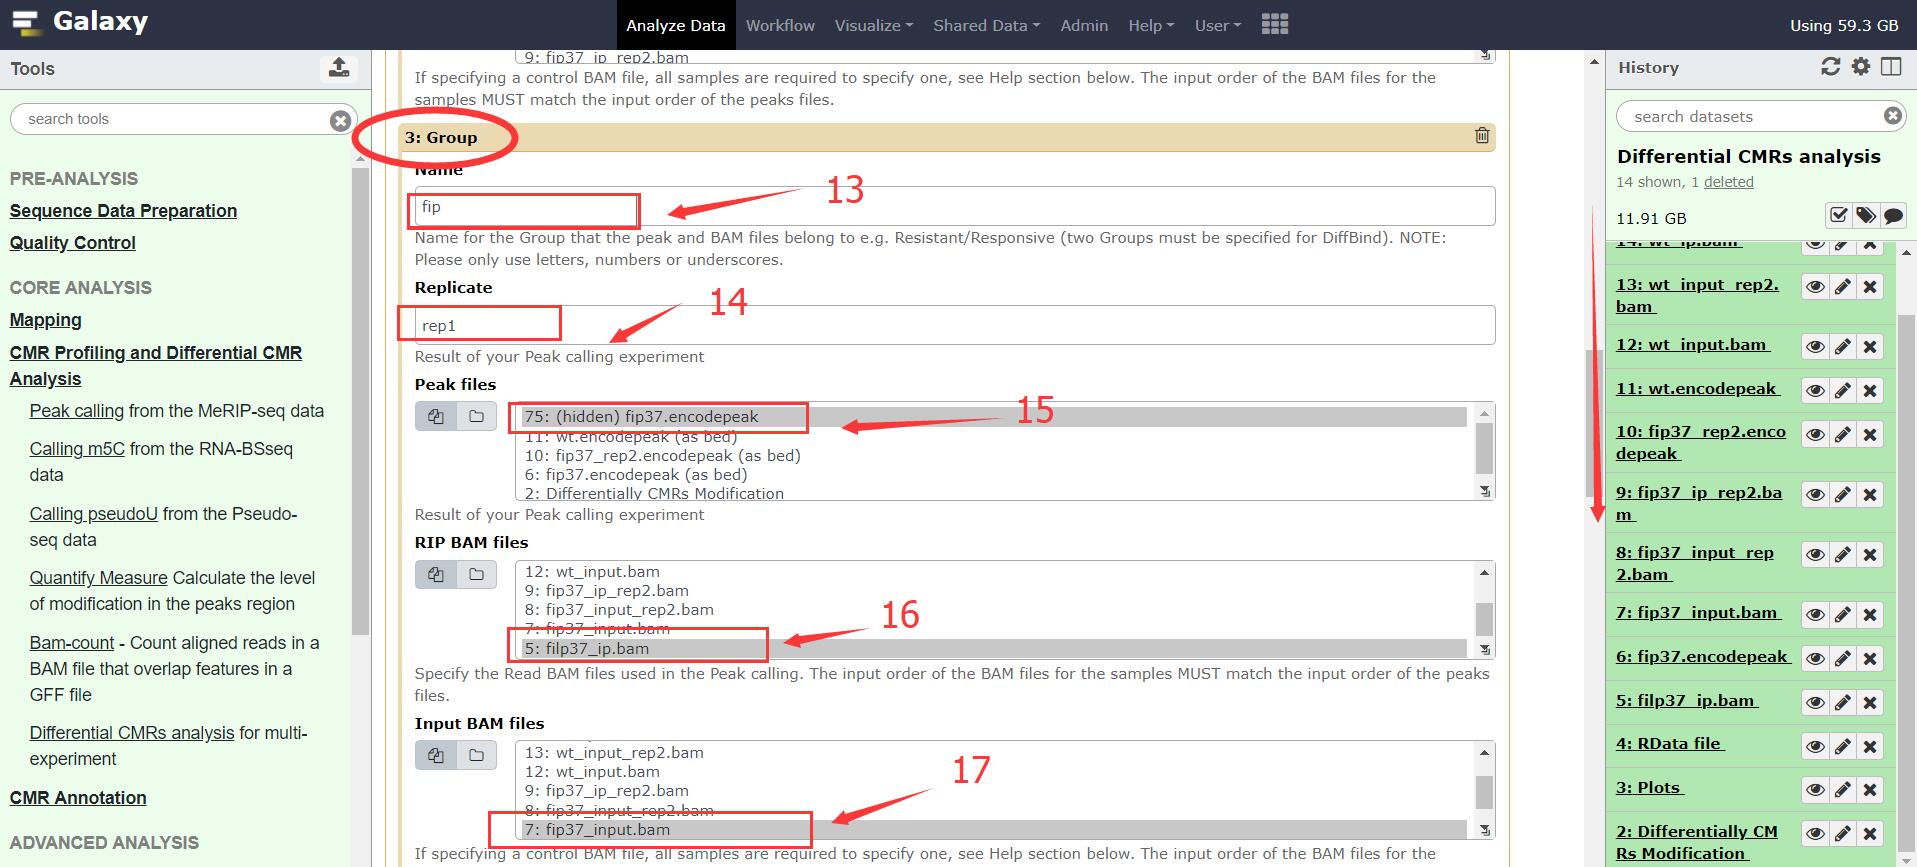 Galaxy
Analyze Data
Workflow
Visualize
Shared Data
Admin
Help
User
Using 59.3 GB
Tools
search tools
PRE-ANALYSIS
Sequence Data Preparation
Quality Control
CORE ANALYSIS
Mapping
CMR Profiling and Differential CMR
Analysis
Peak calling from the MeRIP-seq data
Calling m5C from the RNA-BSseq
data
Calling pseudoU from the Pseudo-
seq data
Quantify Measure Calculate the level
of modification in the peaks region
Bam-count - Count aligned reads in a
BAM file that overlap features in a
GFF file
Differential CMRs analysis for multi-
experiment
CMR Annotation
ADVANCED ANALYSIS
9: fip37_ip_rep2.bam
If specifying a control BAM file, all samples are required to specify one, see Help section below. The input order of the BAM files for the
samples MUST match the input order of the peaks files.
3: Group
Name
fip
13
Name for the Group that the peak and BAM files belong to e.g. Resistant/Responsive (two Groups must be specified for DiffBind). NOTE:
Please only use letters, numbers or underscores.
Replicate
14
rep1
Result of your Peak calling experiment
Peak files
75: (hidden) fip37.encodepeak
15
11: wt.encodepeak (as bed)
10: fip37_rep2.encodepeak (as bed)
6: fip37.encodepeak (as bed)
2: Differentially CMRs Modification
Result of your Peak calling experiment
RIP BAM files
12: wt_input.bam
9: fip37_ip_rep2.bam
8: fip37_input_rep2.bam
16
7: fip37_input.bam
5: filp37_ip.bam
Specify the Read BAM files used in the Peak calling. The input order of the BAM files for the samples MUST match the input order of the peaks
files.
Input BAM files
13: wt_input_rep2.bam
12: wt_input.bam
17
9: fip37_ip_rep2.bam
8: fip37_input_rep2.bam
7: fip37_input.bam
If specifying a control BAM file, all samples are required to specify one, see Help section below. The input order of the BAM files for the
History
search datasets
Differential CMRs analysis
14 shown, 1 deleted
11.91 GB
14: wt_ip.bam
13: wt_input_rep2.
bam
12: wt_input.bam
11: wt.encodepeak
10: fip37_rep2.enco
depeak
9: fip37_ip_rep2.ba
m
8: fip37_input_rep
2.bam
7: fip37_input.bam
6: fip37.encodepeak
5: filp37_ip.bam
4: RData file
3: Plots
2: Differentially CM
Rs Modification